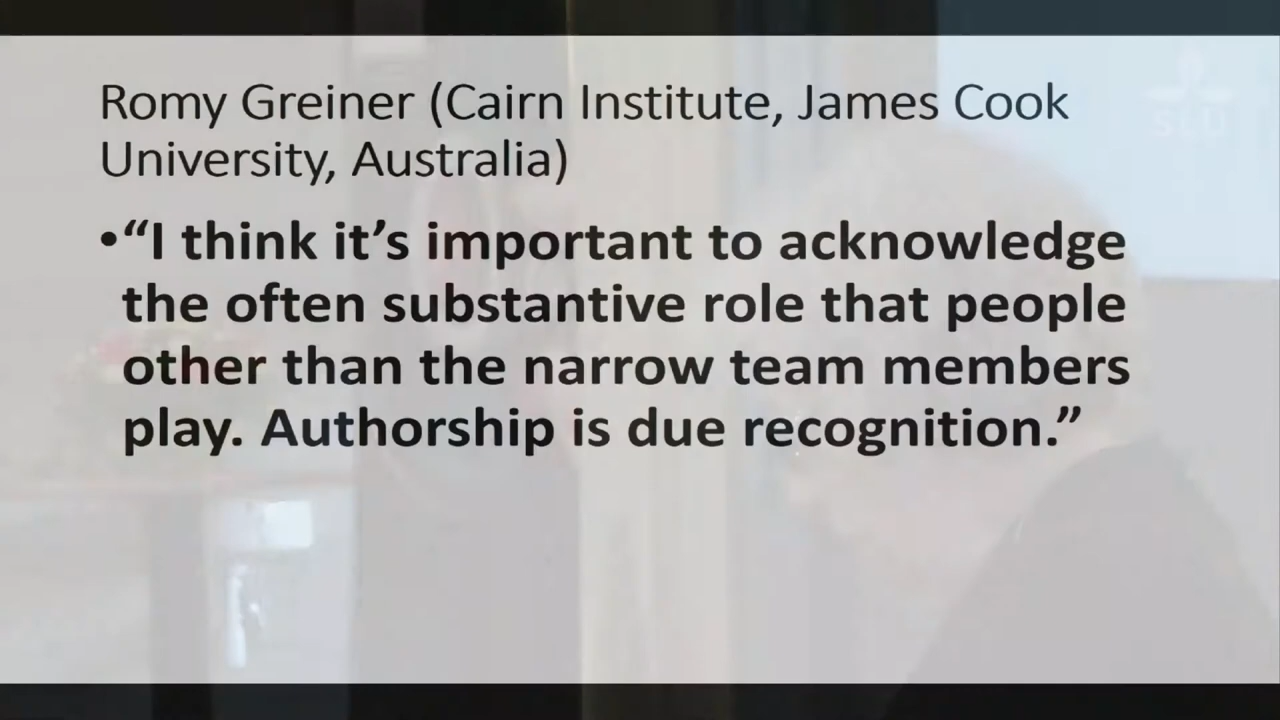 Romy Greiner (Cairn Institute, James Cook
University, Australia)
•“I think it’s important to acknowledge
the often substantive role that people
other than the narrow team members
play. Authorship is due recognition.”
SLU